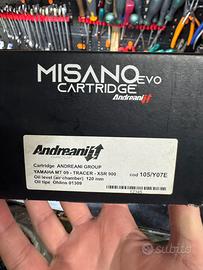 MISANO EVO
CARTRIDGE
Andreani
Andreani
Cartridge ANDREANI GROUP
YAMAHA MT 09 - TRACER - XSR 900
cod 105/Y07E
Oil level (air chamber) 120 mm
Oil tipe Ohlins 01309
subito